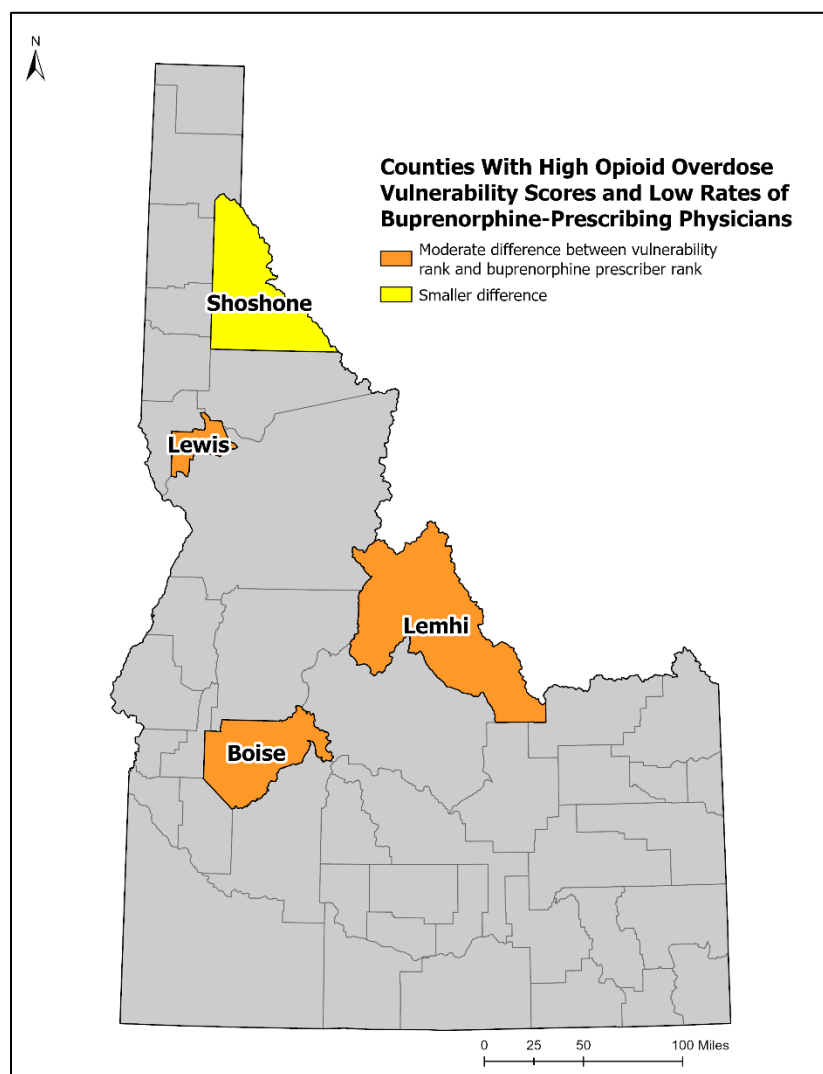 N
Counties With High Opioid Overdose
Vulnerability Scores and Low Rates of
Buprenorphine-Prescribing Physicians
Moderate difference between vulnerability
rank and buprenorphine prescriber rank
Smaller difference
Shoshone
Lewis
Lemhi
Boise
0 25 50 100 Miles